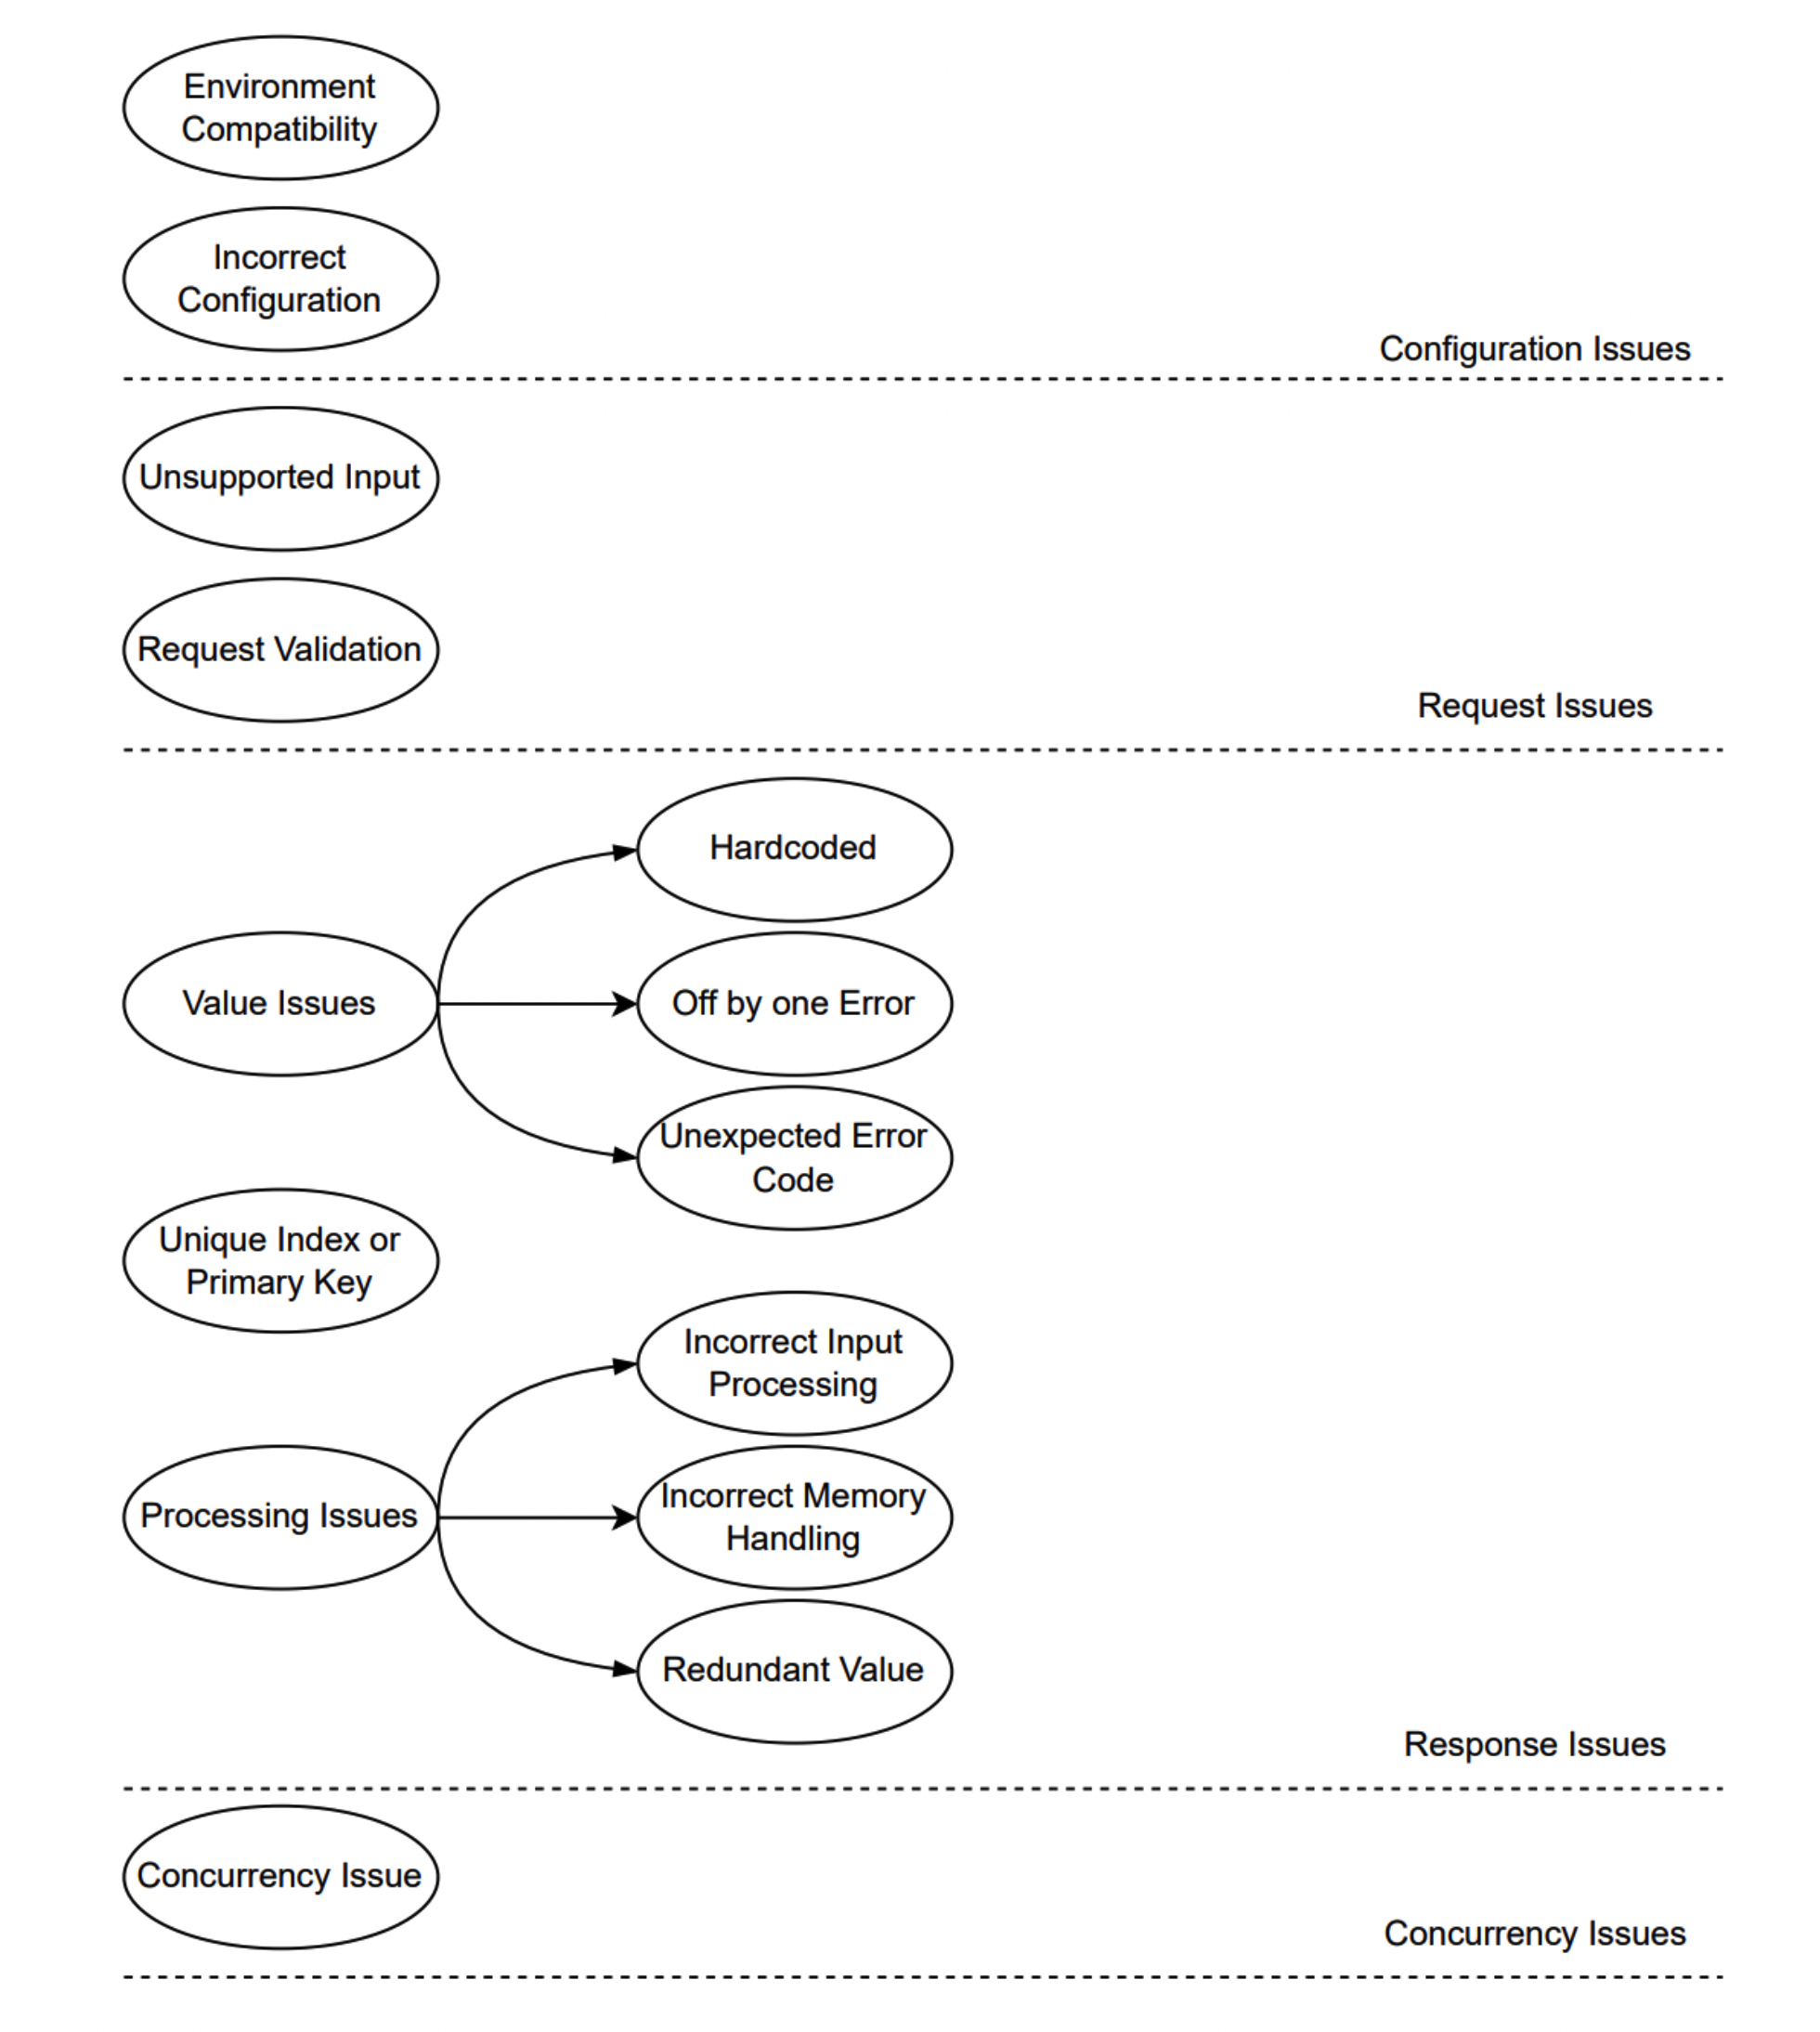 Environment
Compatibility
Incorrect
Configuration
Configuration Issues
Unsupported Input
Request Validation
Request Issues
Hardcoded
Value Issues
Off by one Error
Unexpected Error
Code
Unique Index or
Primary Key
Incorrect Input
Processing
Processing Issues
Incorrect Memory
Handling
Redundant Value
Response Issues
Concurrency Issue
Concurrency Issues